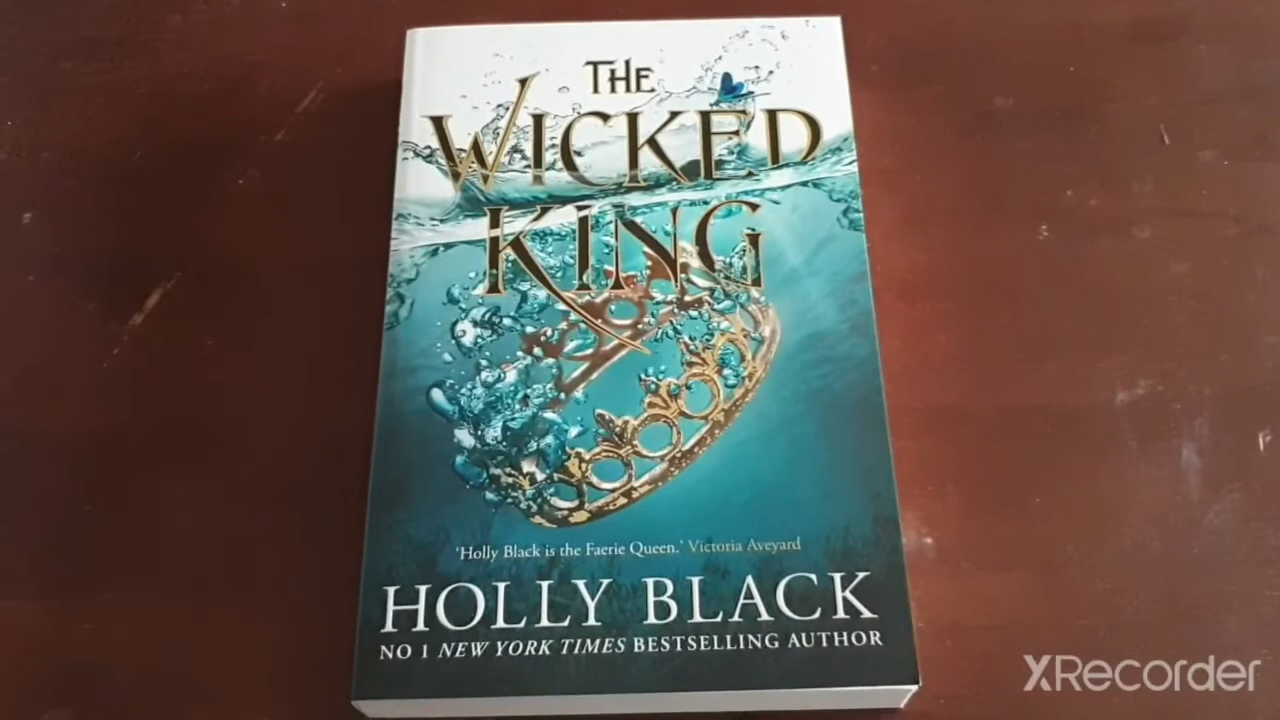 THE
WICKED
KING
‘Holly Black is the Faerie Queen.’ Victoria Aveyard
HOLLY BLACK
NO 1 NEW YORK TIMES BESTSELLING AUTHOR
XRecorder